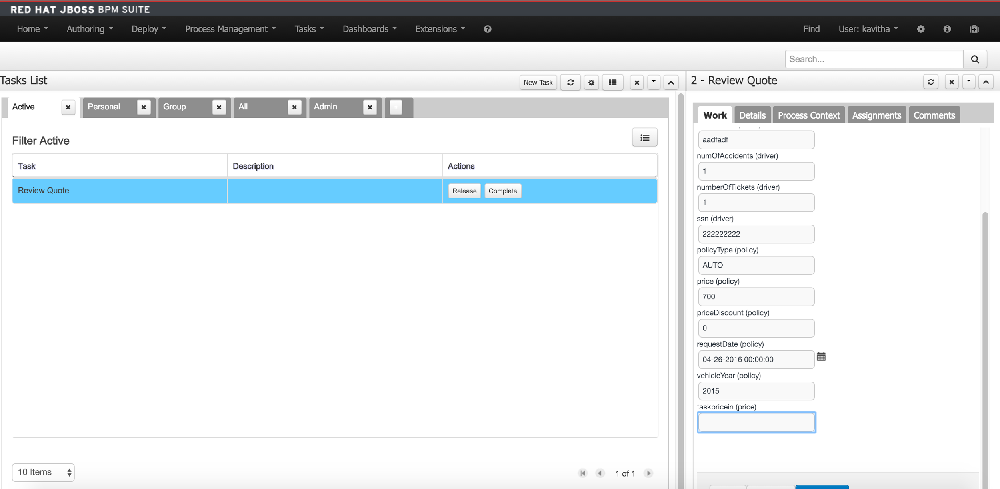 RED HAT JBOSS BPM SUITE
Home Authoring Deploy Process Management Tasks Dashboards Extensions Find User: kavitha
Search...
Tasks List New Task
2 - Review Quote
Active Personal Group All Admin +
Work Details Process Context Assignments Comments
Filter Active
Task Description Actions
Review Quote Release Complete
aadfadf
numOfAccidents (driver)
1
numberOfTickets (driver)
1
ssn (driver)
222222222
policyType (policy)
AUTO
price (policy)
700
priceDiscount (policy)
0
requestDate (policy)
04-26-2016 00:00:00
vehicleYear (policy)
2015
taskpricein (price)
10 Items
1 of 1